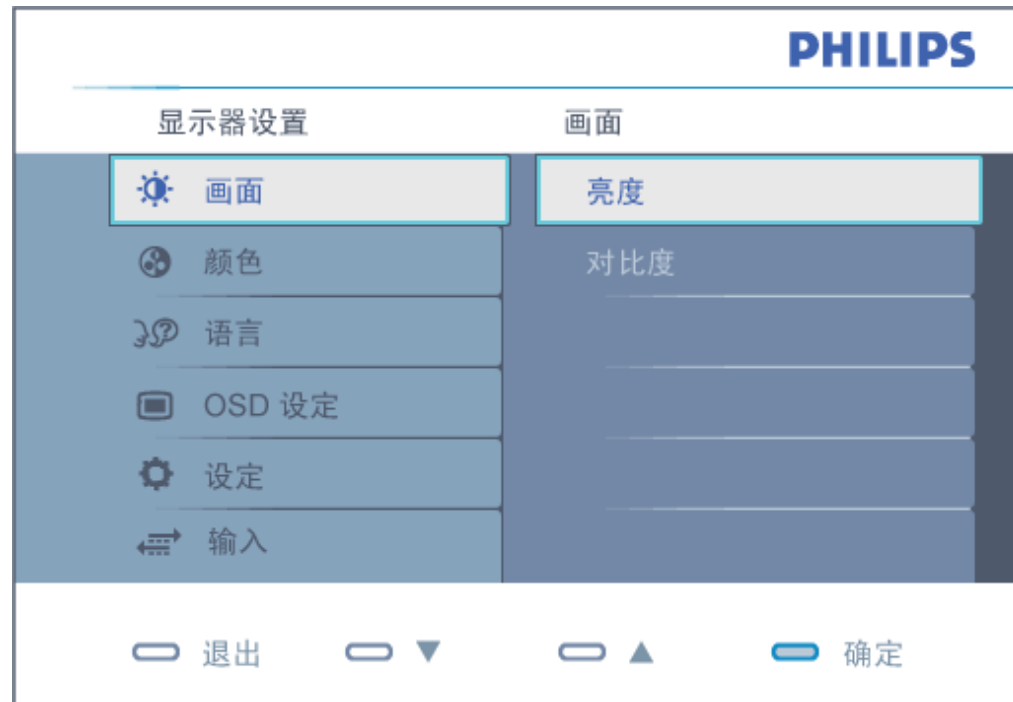 PHILIPS
显示器设置 画面
画面 亮度
颜色 对比度
语言
OSD 设定
设定
输入
退出 ▼ ▲ 确定